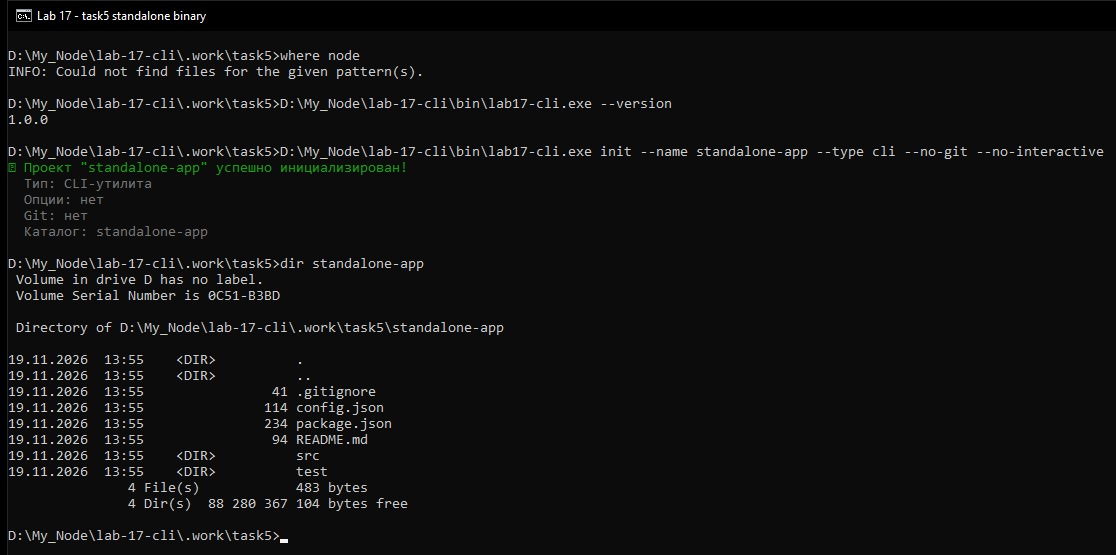 Lab 17 - task5 standalone binary
D:\My_Node\lab-17-cli\.work\task5>where node
INFO: Could not find files for the given pattern(s).
D:\My_Node\lab-17-cli\.work\task5>D:\My_Node\lab-17-cli\bin\lab17-cli.exe --version
1.0.0
D:\My_Node\lab-17-cli\.work\task5>D:\My_Node\lab-17-cli\bin\lab17-cli.exe init --name standalone-app --type cli --no-git --no-interactive
Проект "standalone-app" успешно инициализирован!
Тип: CLI-утилита
Опции: нет
Git: нет
Каталог: standalone-app
D:\My_Node\lab-17-cli\.work\task5>dir standalone-app
Volume in drive D has no label.
Volume Serial Number is 0C51-B3BD
Directory of D:\My_Node\lab-17-cli\.work\task5\standalone-app
19.11.2026  13:55    <DIR>          .
19.11.2026  13:55    <DIR>          ..
19.11.2026  13:55                41 .gitignore
19.11.2026  13:55               114 config.json
19.11.2026  13:55               234 package.json
19.11.2026  13:55                94 README.md
19.11.2026  13:55    <DIR>          src
19.11.2026  13:55    <DIR>          test
4 File(s)            483 bytes
4 Dir(s)  88 280 367 104 bytes free
D:\My_Node\lab-17-cli\.work\task5>